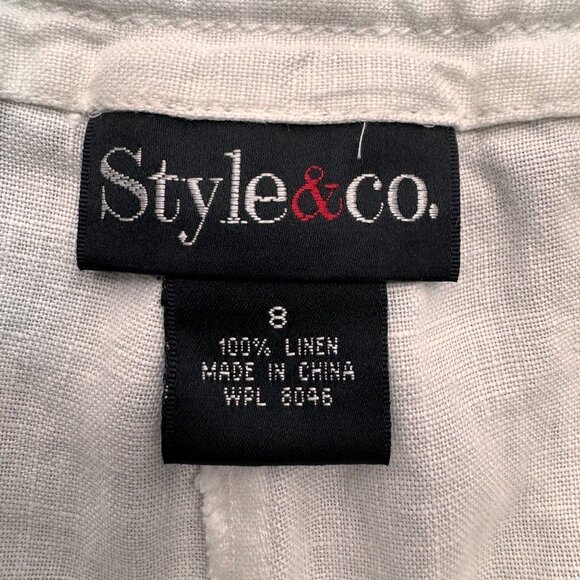 Style&co.
8
100% LINEN
MADE IN CHINA
WPL 8046